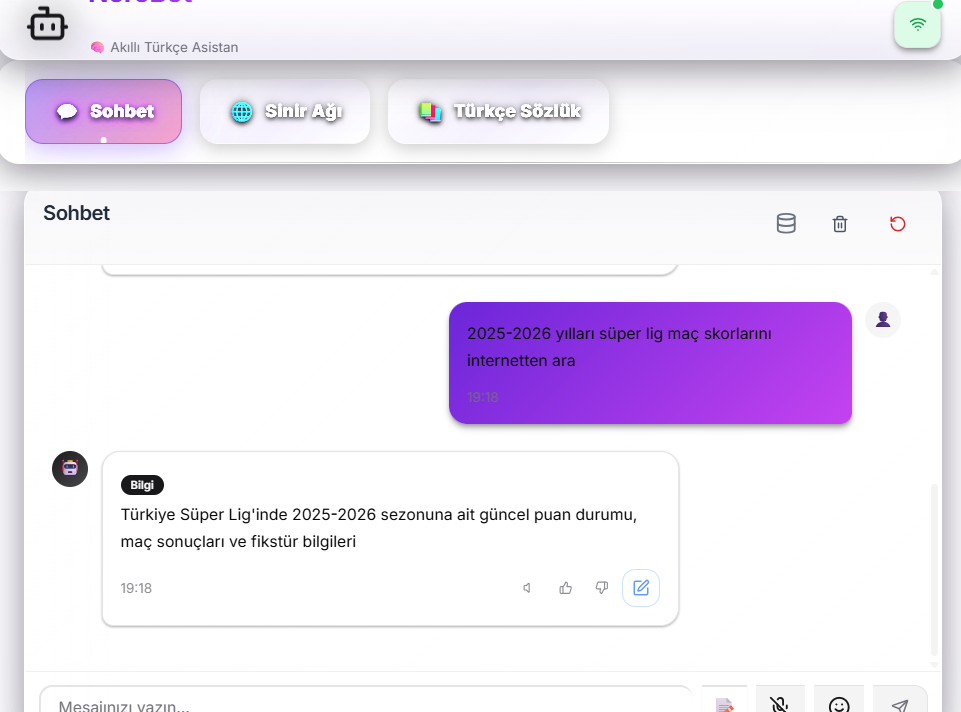 NeroBot
Akıllı Türkçe Asistan
Sohbet
Sinir Ağı
Türkçe Sözlük
Sohbet
2025-2026 yılları süper lig maç skorlarını
internetten ara
19:18
Bilgi
Türkiye Süper Lig'inde 2025-2026 sezonuna ait güncel puan durumu,
maç sonuçları ve fikstür bilgileri
19:18
Mesajınızı yazın...